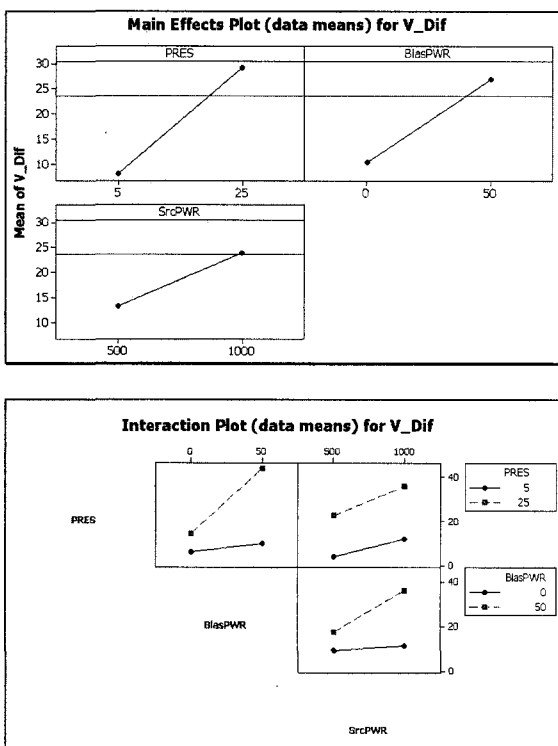 Main Effects Plot (data means) for V_Dif
PRES
BiasPWR
Mean of V_Dif
30
25
20
15
10
5
25
0
50
SrcPWR
30
25
20
15
10
500
1000
Interaction Plot (data means) for V_Dif
0
50
500
1000
PRES
40
20
0
PRES
5
25
BiasPWR
40
20
0
BiasPWR
0
50
SrcPWR